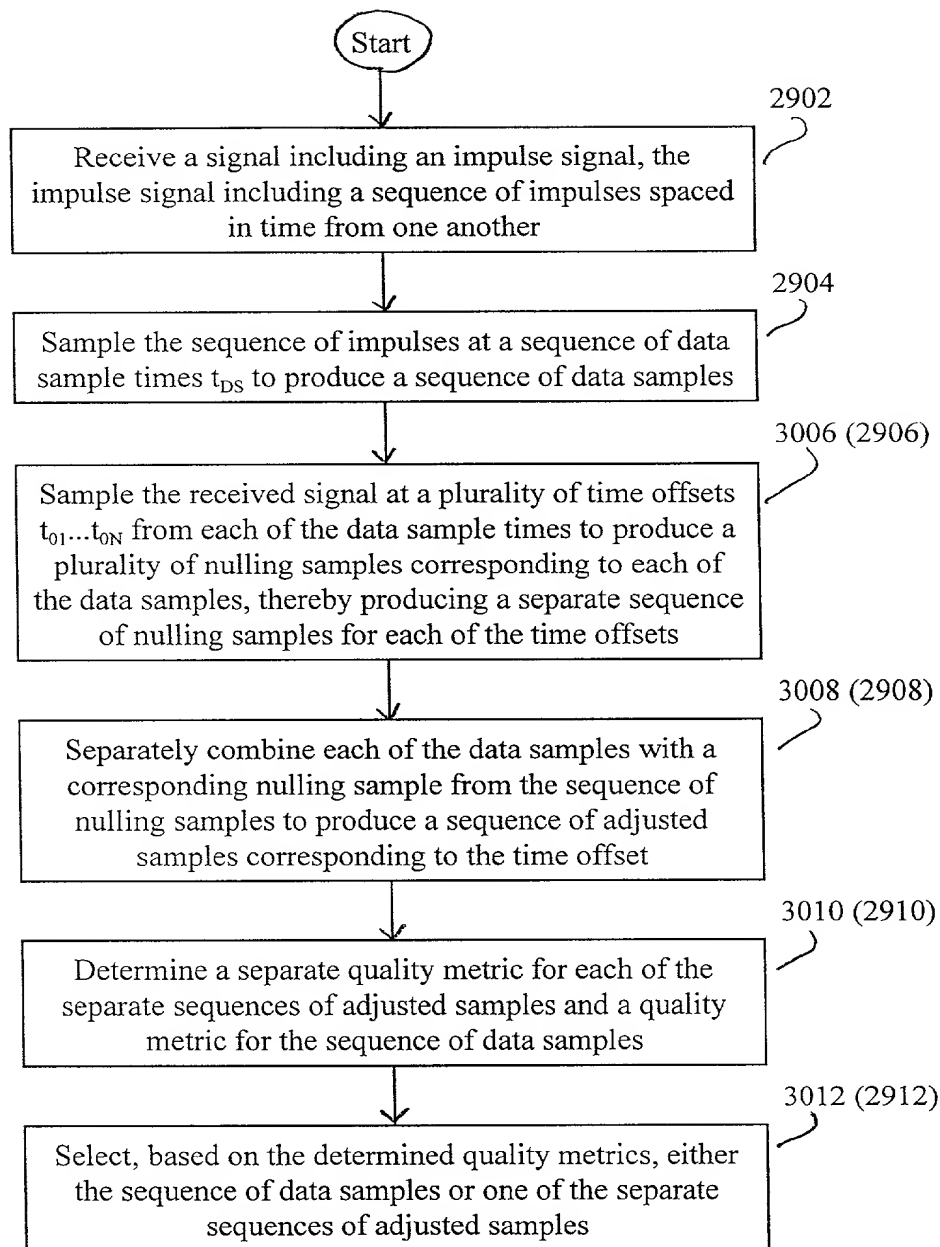 Start
2902
Receive a signal including an impulse signal, the
impulse signal including a sequence of impulses spaced
in time from one another
2904
Sample the sequence of impulses at a sequence of data
sample times tDS to produce a sequence of data samples
3006 (2906)
Sample the received signal at a plurality of time offsets
t01...t0N from each of the data sample times to produce a
plurality of nulling samples corresponding to each of
the data samples, thereby producing a separate sequence
of nulling samples for each of the time offsets
3008 (2908)
Separately combine each of the data samples with a
corresponding nulling sample from the sequence of
nulling samples to produce a sequence of adjusted
samples corresponding to the time offset
3010 (2910)
Determine a separate quality metric for each of the
separate sequences of adjusted samples and a quality
metric for the sequence of data samples
3012 (2912)
Select, based on the determined quality metrics, either
the sequence of data samples or one of the separate
sequences of adjusted samples